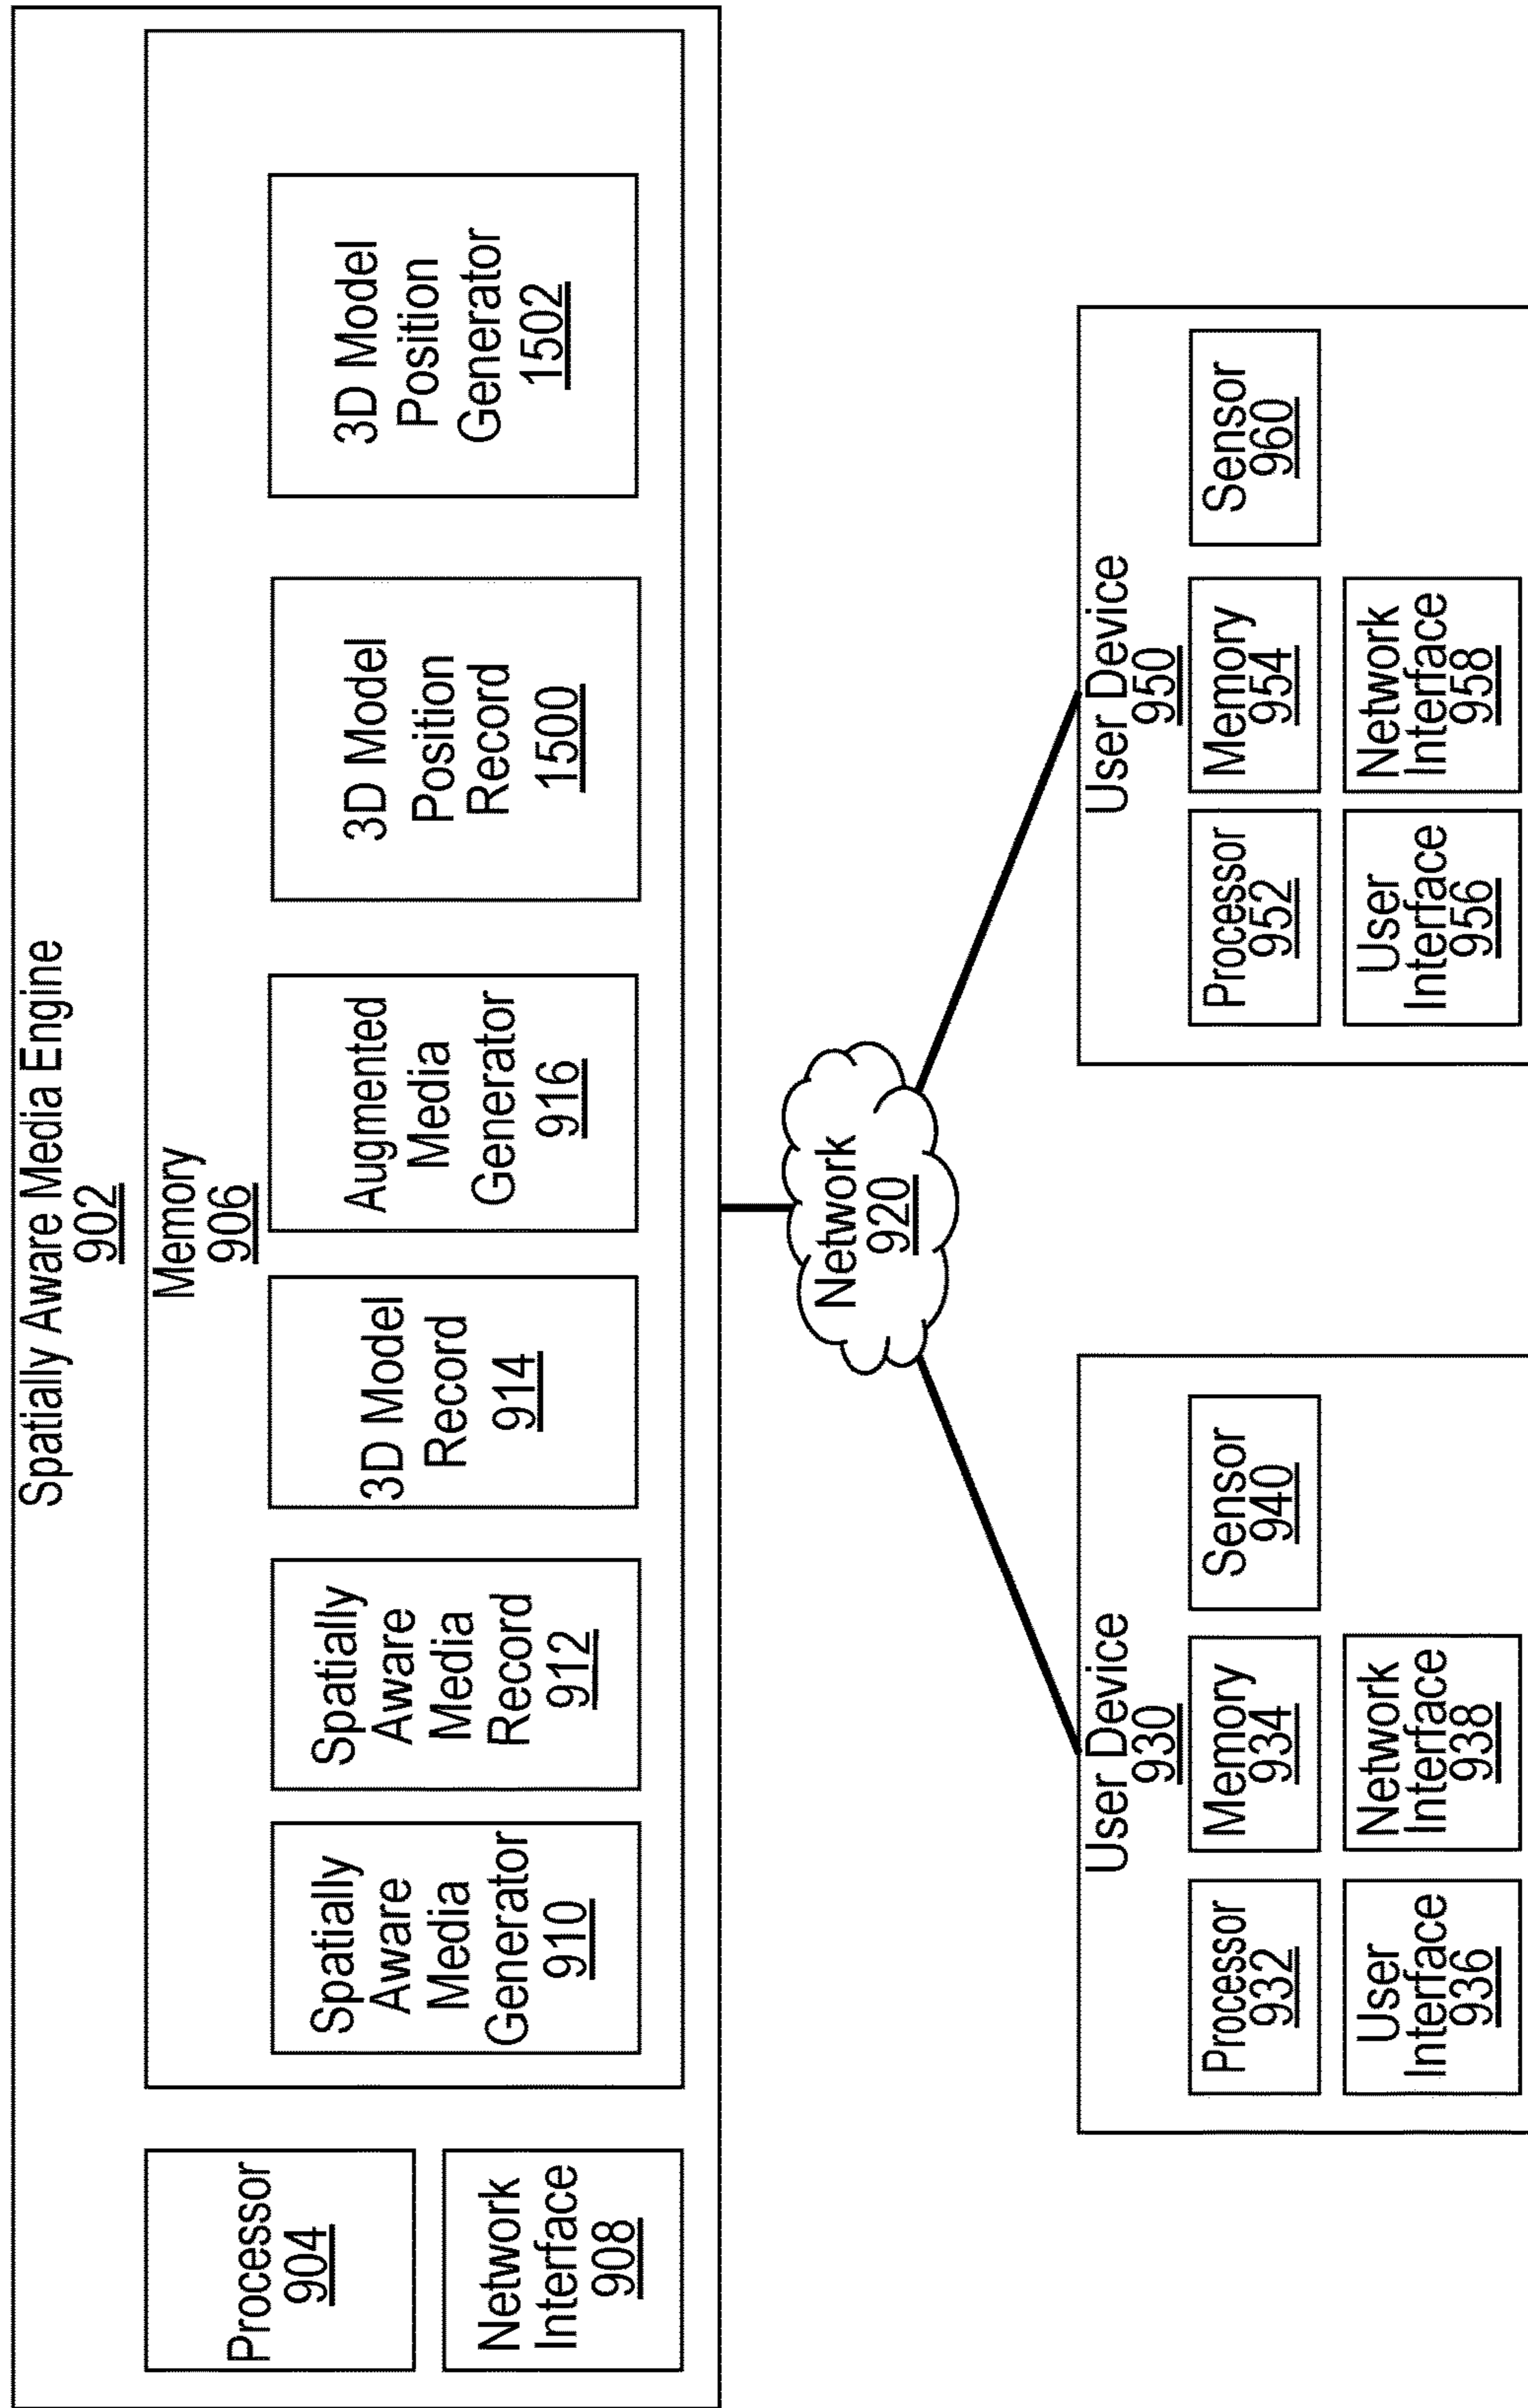 Spatially Aware Media Engine
902
Processor
904
Network
Interface
908
Memory
906
Spatially
Aware
Media
Generator
910
Spatially
Aware
Media
Record
912
3D Model
Record
914
Augmented
Media
Generator
916
3D Model
Position
Record
1500
3D Model
Position
Generator
1502
Network
920
User Device
930
Processor
932
Memory
934
Sensor
940
User
Interface
936
Network
Interface
938
User Device
950
Processor
952
Memory
954
Sensor
960
User
Interface
956
Network
Interface
958